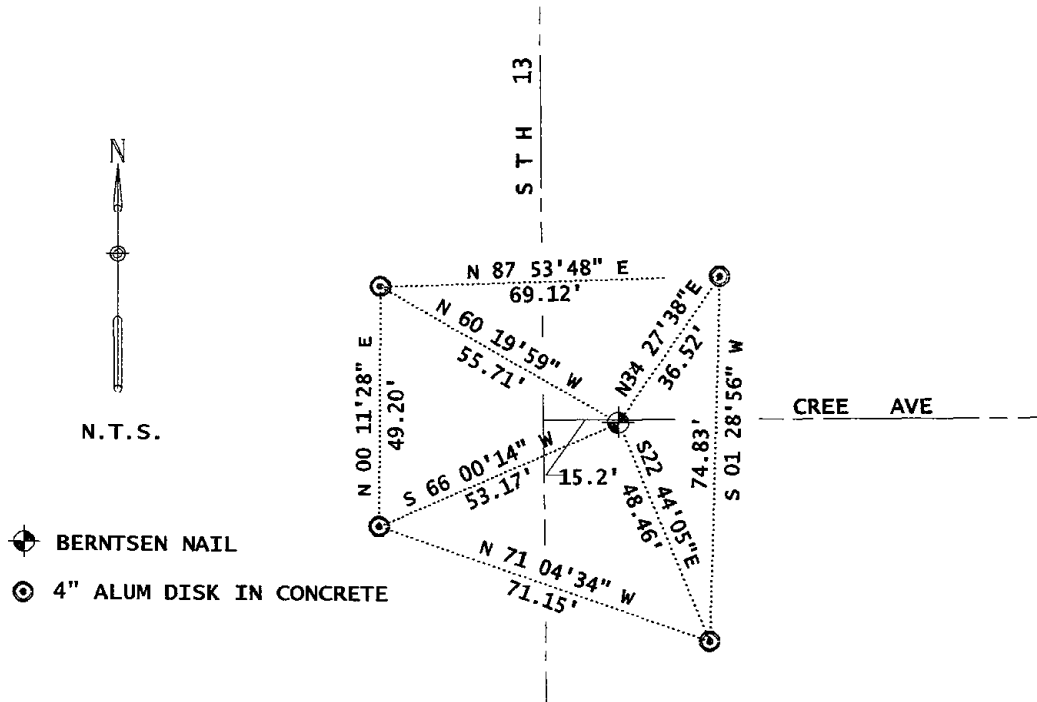 STH 13
N
N.T.S.
N 87 53'48" E
69.12'
N 60 19'59" W
55.71'
N34 27'38"E
36.52'
N 00 11'28" E
49.20'
S 66 00'14" W
53.17'
15.2'
S22 44'05"E
48.46'
74.83'
S 01 28'56" W
CREE AVE
N 71 04'34" W
71.15'
BERNTSEN NAIL
4" ALUM DISK IN CONCRETE